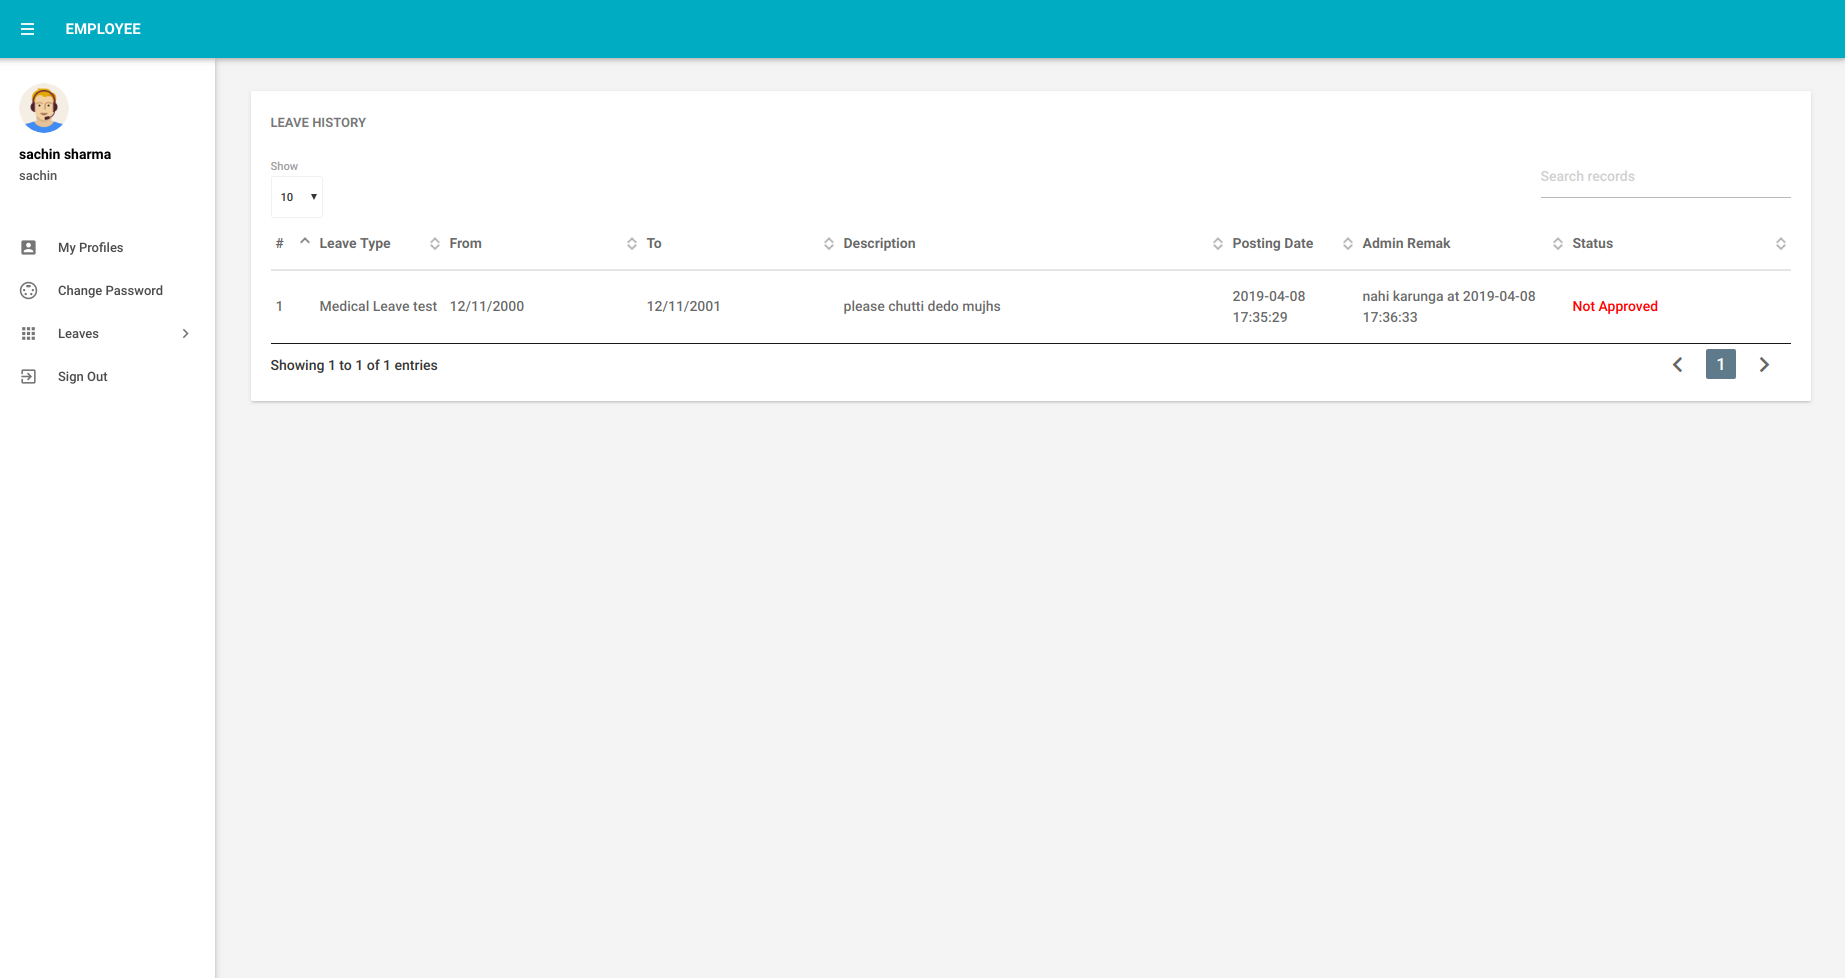 EMPLOYEE
sachin sharma
sachin
My Profiles
Change Password
Leaves
Sign Out
LEAVE HISTORY
Show
10
Search records
# Leave Type From To Description Posting Date Admin Remak Status
1 Medical Leave test 12/11/2000 12/11/2001 please chutti dedo mujhs 2019-04-08 17:35:29 nahi karunga at 2019-04-08 17:36:33 Not Approved
Showing 1 to 1 of 1 entries
1